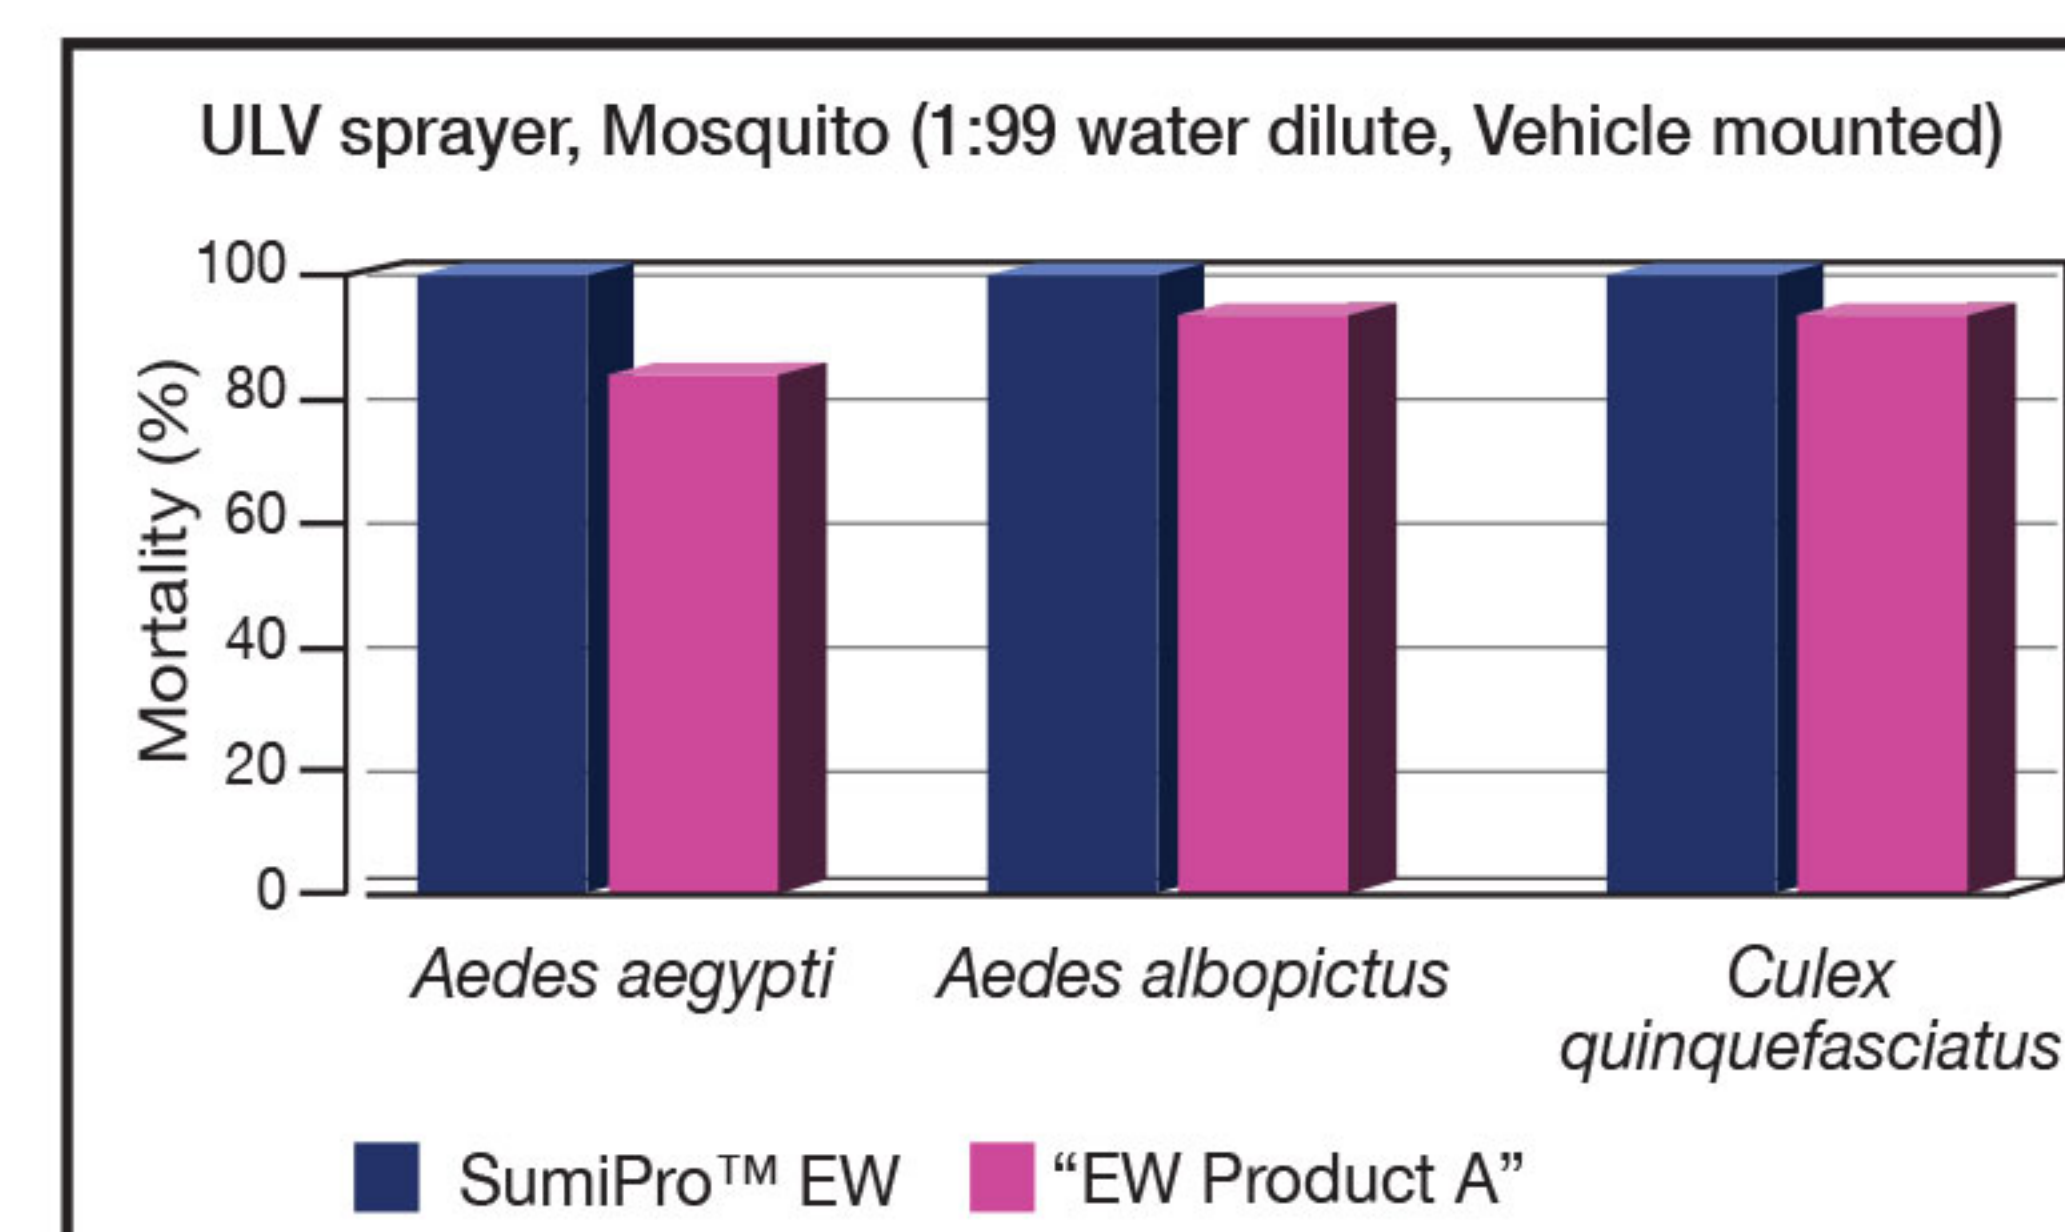 ULV sprayer, Mosquito (1:99 water dilute, Vehicle mounted)
100
80
60
40
20
0
Mortality (%)
Aedes aegypti
Aedes albopictus
Culex
quinquefasciatus
SumiPro™ EW
“EW Product A”